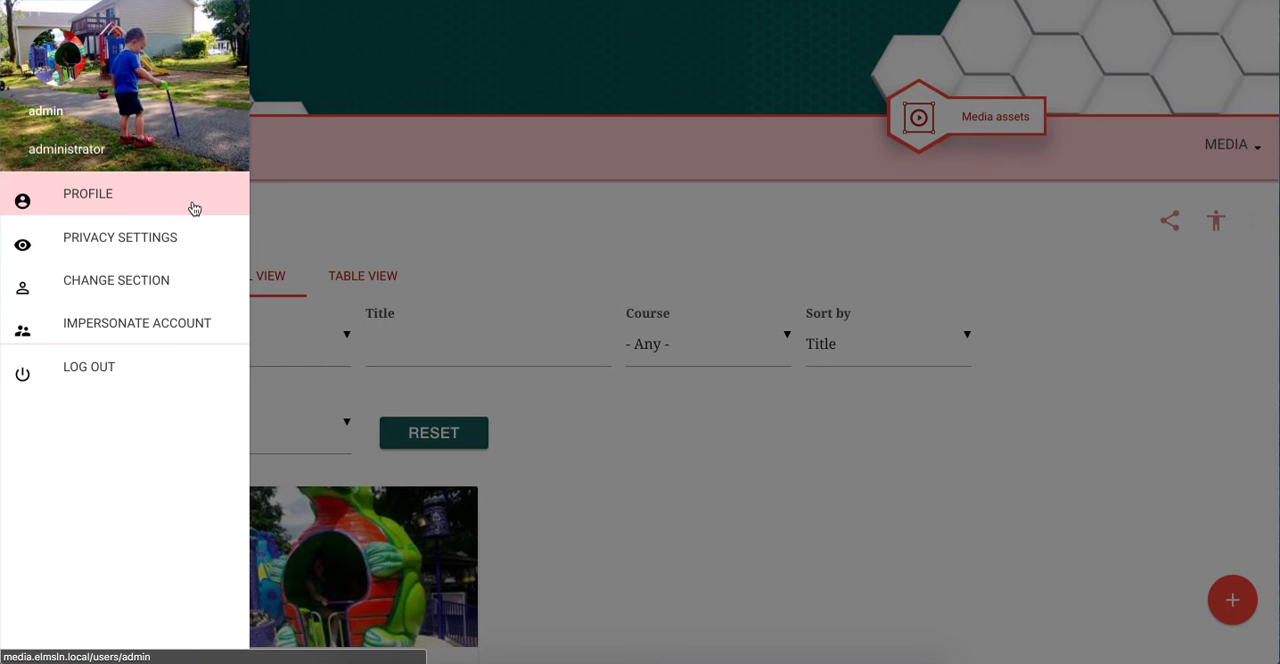 admin
administrator
PROFILE
PRIVACY SETTINGS
CHANGE SECTION
IMPERSONATE ACCOUNT
LOG OUT
media.elmsln.local/users/admin
Media assets
MEDIA
VIEW
TABLE VIEW
Title
Course
Sort by
- Any -
Title
RESET